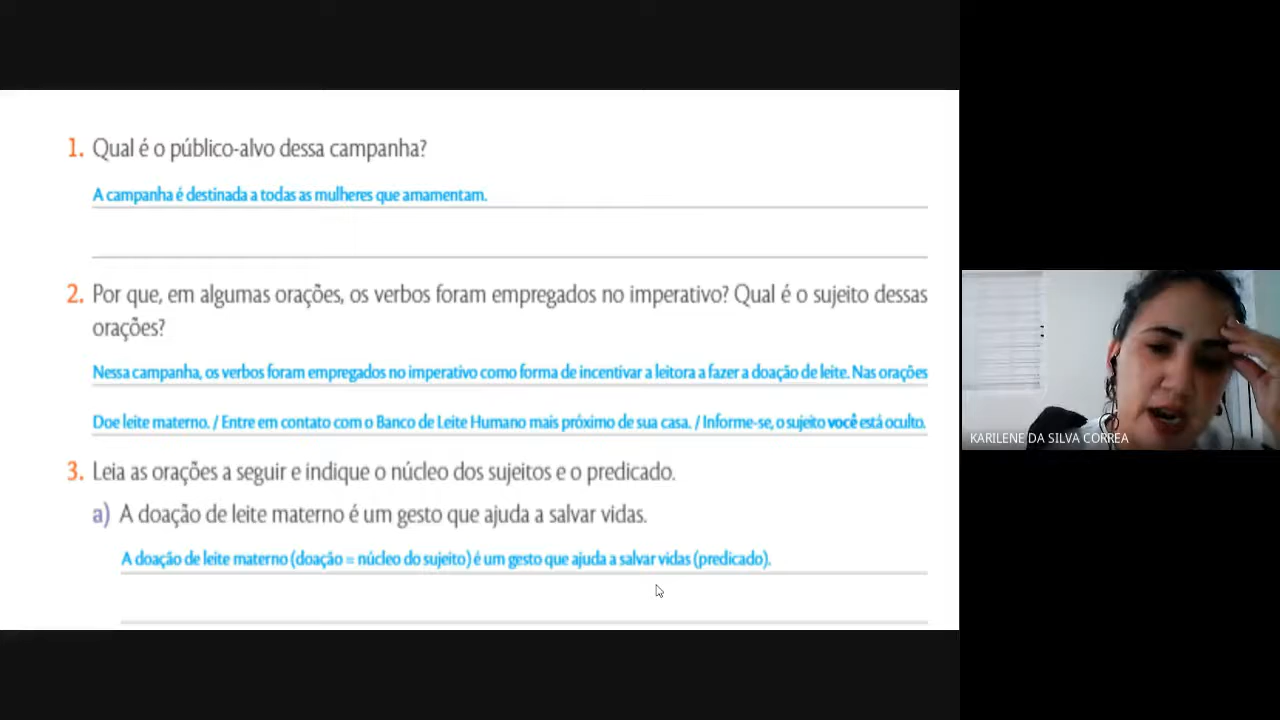 1. Qual é o público-alvo dessa campanha?
A campanha é destinada a todas as mulheres que amamentam.
2. Por que, em algumas orações, os verbos foram empregados no imperativo? Qual é o sujeito dessas
orações?
Nessa campanha, os verbos foram empregados no imperativo como forma de incentivar a leitora a fazer a doação de leite. Nas orações
Doe leite materno. / Entre em contato com o Banco de Leite Humano mais próximo de sua casa. / Informe-se, o sujeito você está oculto.
3. Leia as orações a seguir e indique o núcleo dos sujeitos e o predicado.
a) A doação de leite materno é um gesto que ajuda a salvar vidas.
A doação de leite materno (doação = núcleo do sujeito) é um gesto que ajuda a salvar vidas (predicado).
KARILENE DA SILVA CORREA